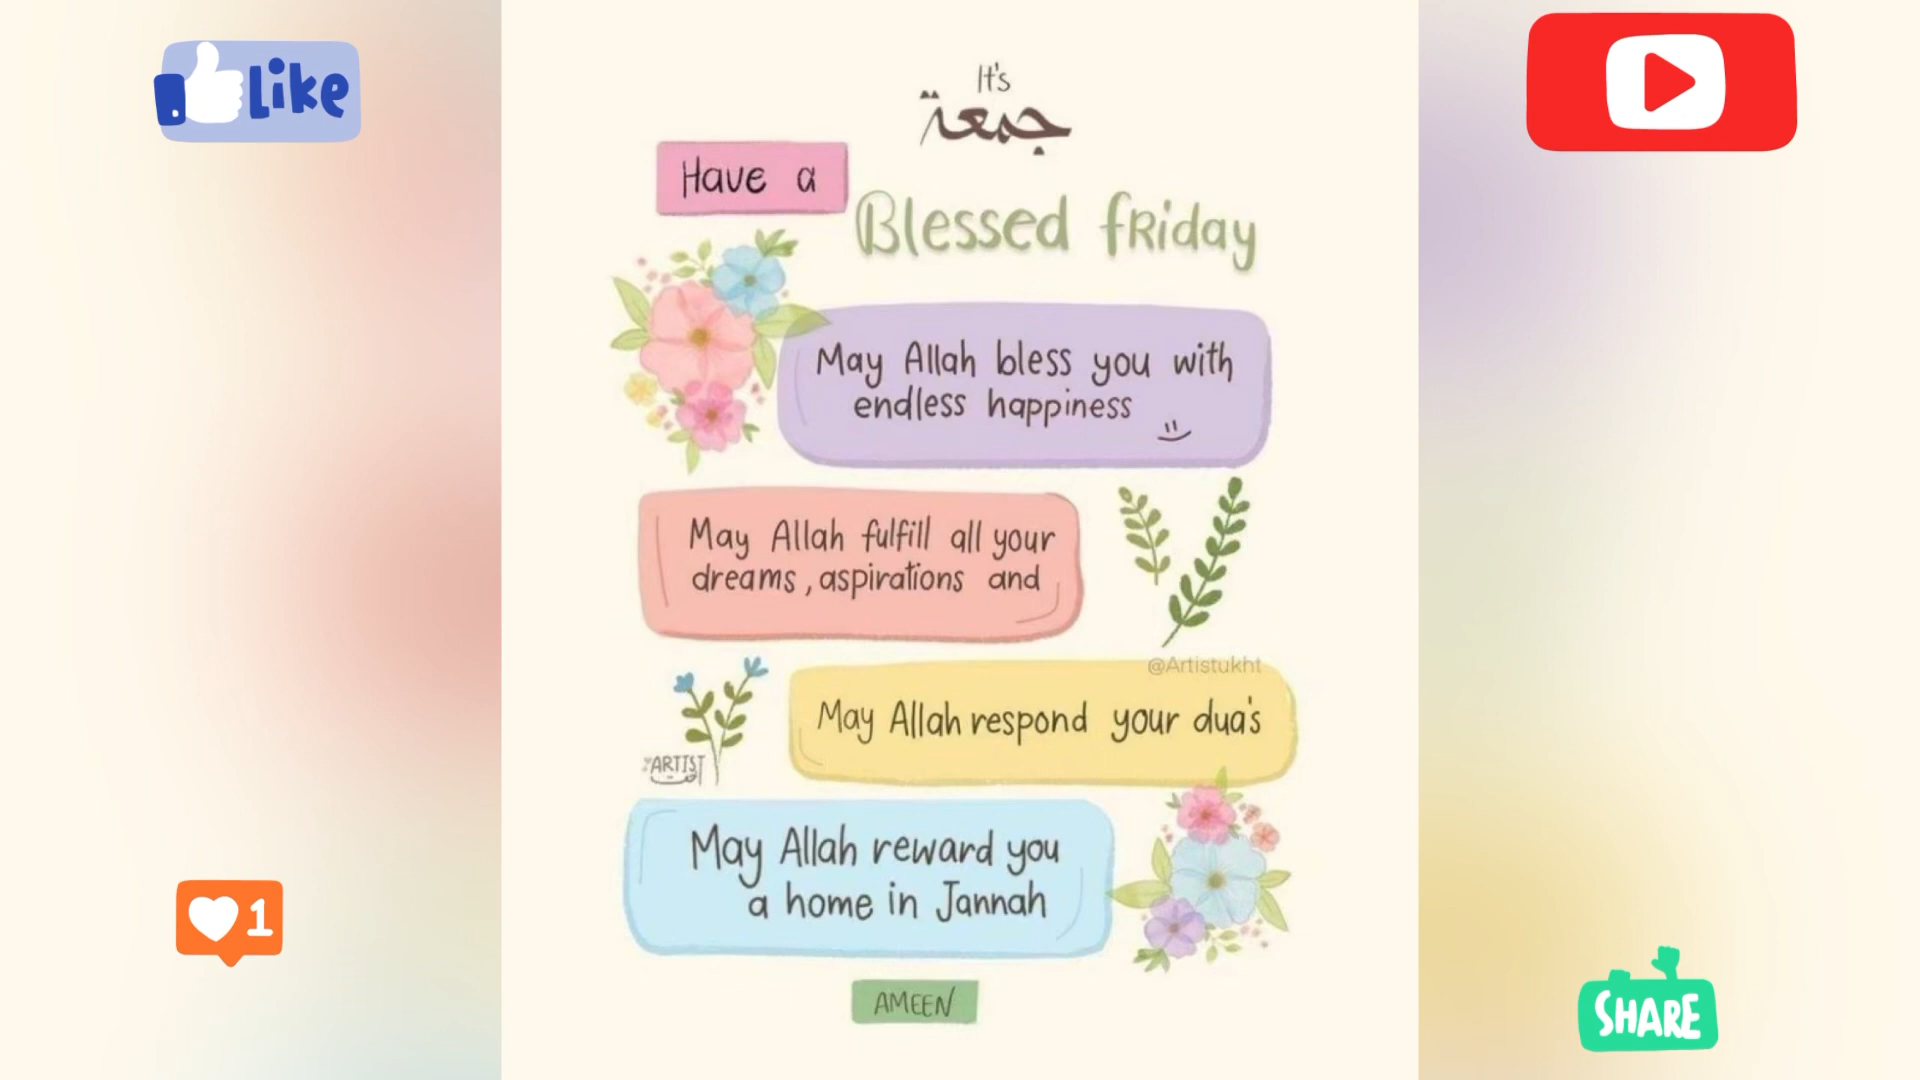 Like
It's
جمعة
Have a
Blessed fRiday
May Allah bless you with
endless happiness
May Allah fulfill all your
dreams, aspirations and
@Artistukht
May Allah respond your dua's
ARTIST
May Allah reward you
a home in Jannah
1
AMEEN
SHARE